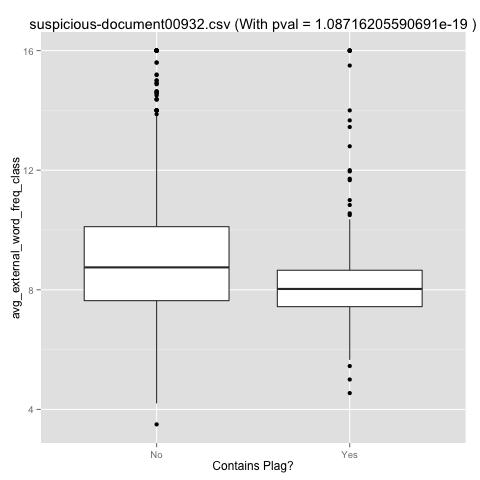 suspicious-document00932.csv (With pval = 1.08716205590691e-19 )
16
12
8
4
avg_external_word_freq_class
No
Yes
Contains Plag?